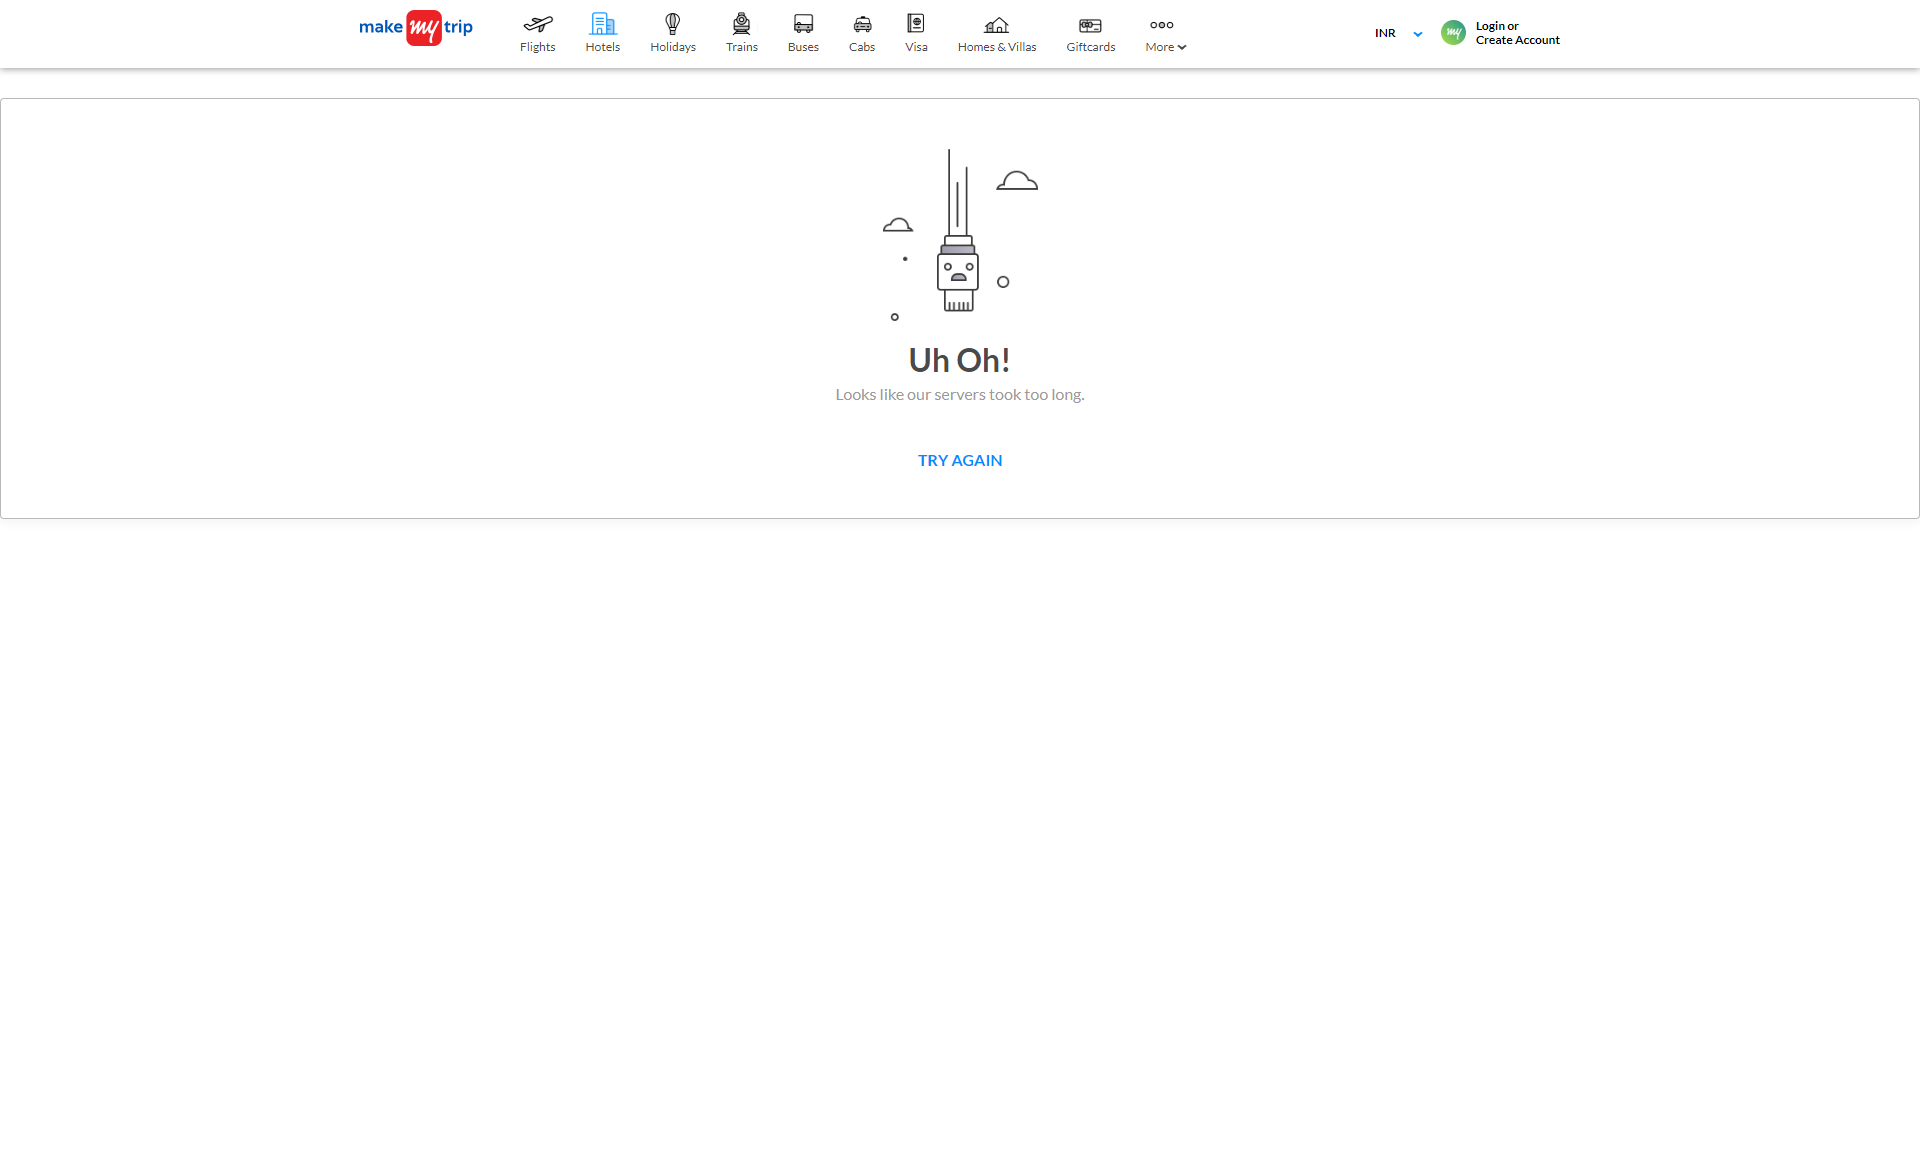 make my trip
Flights
Hotels
Holidays
Trains
Buses
Cabs
Visa
Homes & Villas
Giftcards
More
INR
my
Login or
Create Account
Uh Oh!
Looks like our servers took too long.
TRY AGAIN